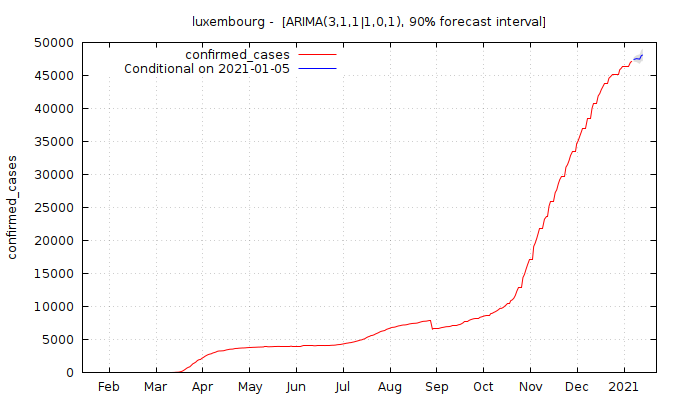 luxembourg -  [ARIMA(3,1,1|1,0,1), 90% forecast interval]
confirmed_cases
Conditional on 2021-01-05
50000
45000
40000
35000
30000
25000
20000
15000
10000
5000
0
confirmed_cases
Feb Mar Apr May Jun Jul Aug Sep Oct Nov Dec 2021